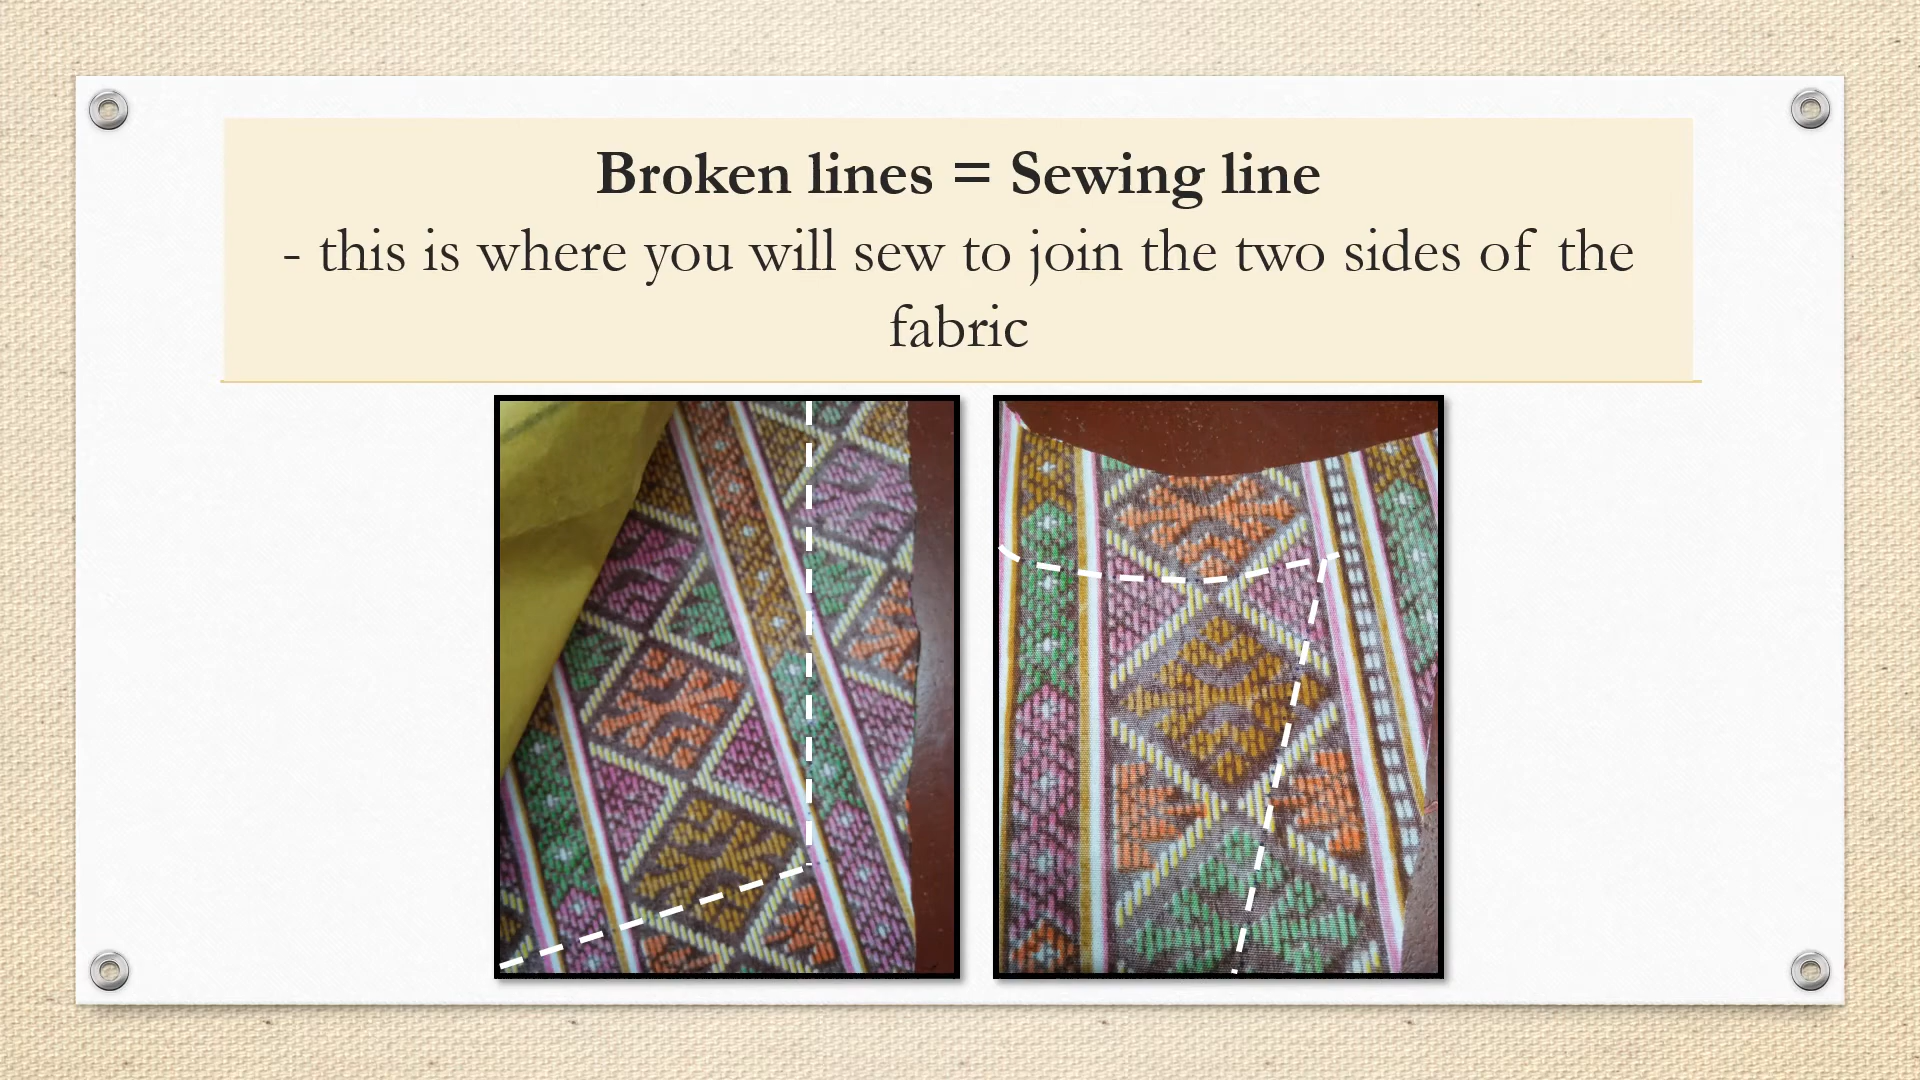 Broken lines = Sewing line
- this is where you will sew to join the two sides of the
fabric